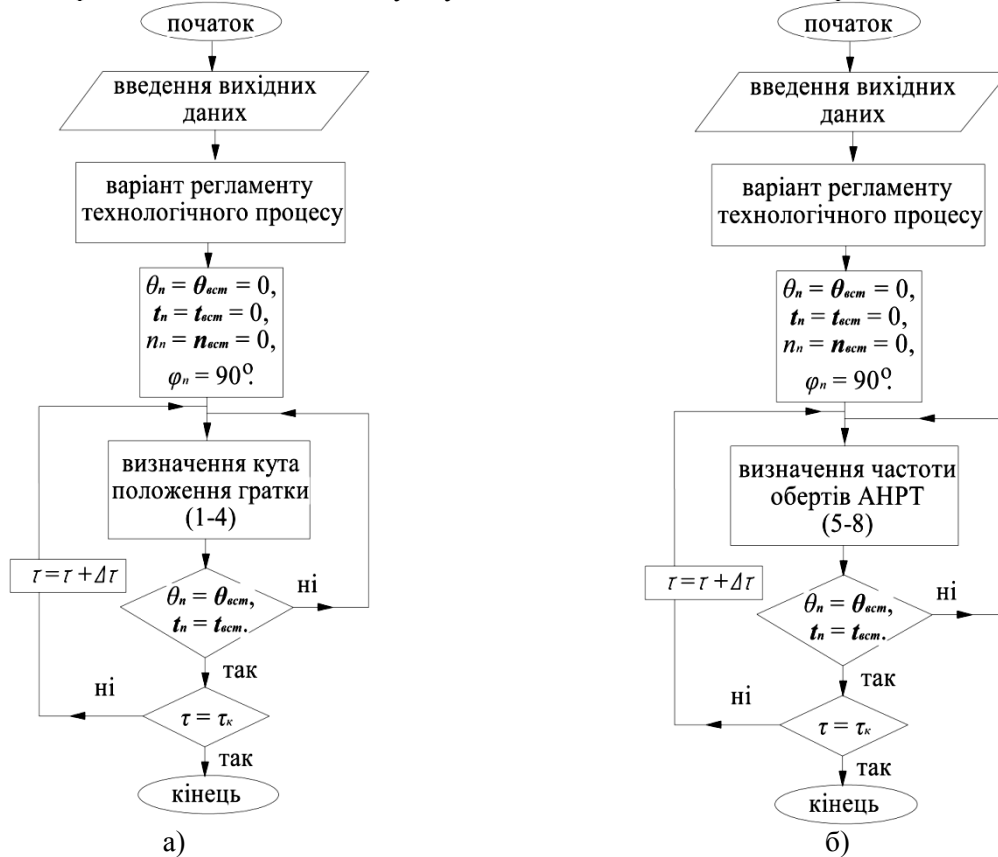 початок
введення вихідних
даних
варіант регламенту
технологічного процесу
θп = θвст = 0,
tп = tвст = 0,
nп = nвст = 0,
φп = 90°.
визначення кута
положення гратки
(1-4)
τ = τ + Δτ
ні
θп = θвст,
tп = tвст.
так
ні
τ = τк
так
кінець
а)
початок
введення вихідних
даних
варіант регламенту
технологічного процесу
θп = θвст = 0,
tп = tвст = 0,
nп = nвст = 0,
φп = 90°.
визначення частоти
обертів АНРТ
(5-8)
τ = τ + Δτ
ні
θп = θвст,
tп = tвст.
так
ні
τ = τк
так
кінець
б)